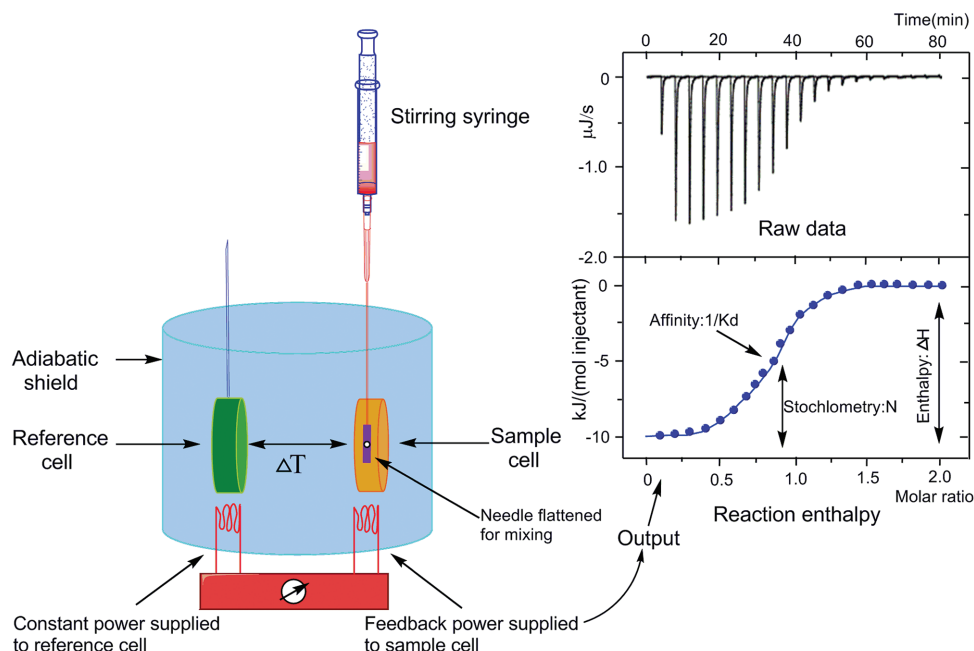 Stirring syringe
Adiabatic
shield
Reference
cell
ΔT
Sample
cell
Needle flattened
for mixing
Constant power supplied
to reference cell
Feedback power supplied
to sample cell
Output
Time(min)
0 20 40 60 80
0
-1.0
-2.0
μJ/s
Raw data
0
-5
-10
kJ/(mol injectant)
Affinity:1/Kd
Stochlometry:N
Enthalpy: ΔH
0 0.5 1.0 1.5 2.0
Molar ratio
Reaction enthalpy